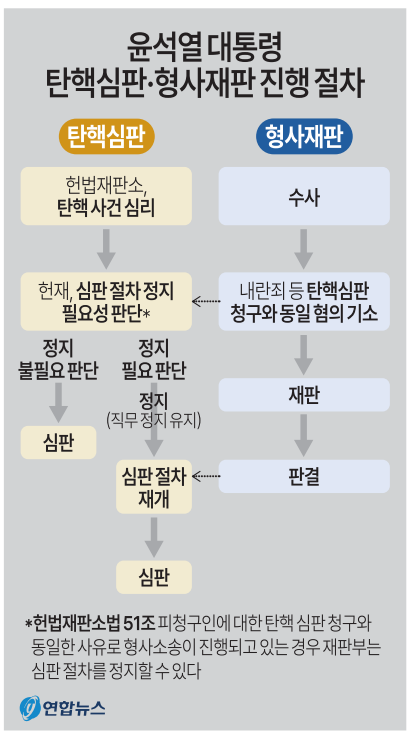 윤석열 대통령
탄핵심판·형사재판 진행 절차
탄핵심판
헌법재판소,
탄핵 사건 심리
헌재, 심판 절차 정지
필요성 판단*
정지
불필요 판단
심판
정지
필요 판단
정지
(직무 정지 유지)
심판 절차
재개
심판
형사재판
수사
내란죄 등 탄핵심판
청구와 동일 혐의 기소
재판
판결
*헌법재판소법 51조 피청구인에 대한 탄핵 심판 청구와
동일한 사유로 형사소송이 진행되고 있는 경우 재판부는
심판 절차를 정지할 수 있다
연합뉴스